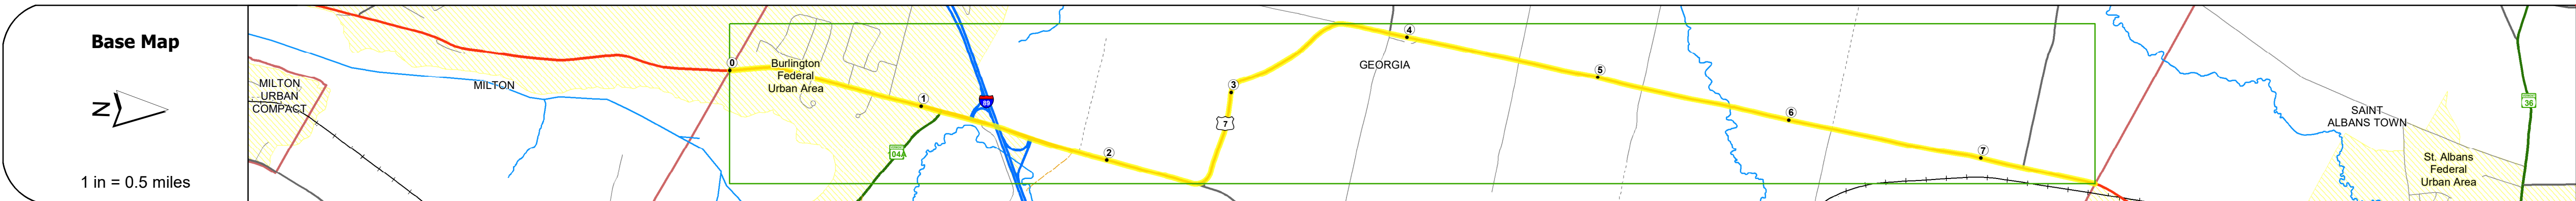 Base Map
N
1 in = 0.5 miles
MILTON
URBAN
COMPACT
MILTON
0
Burlington
Federal
Urban Area
1
104A
89
2
7
3
GEORGIA
4
5
6
7
SAINT
ALBANS TOWN
St. Albans
Federal
Urban Area
36